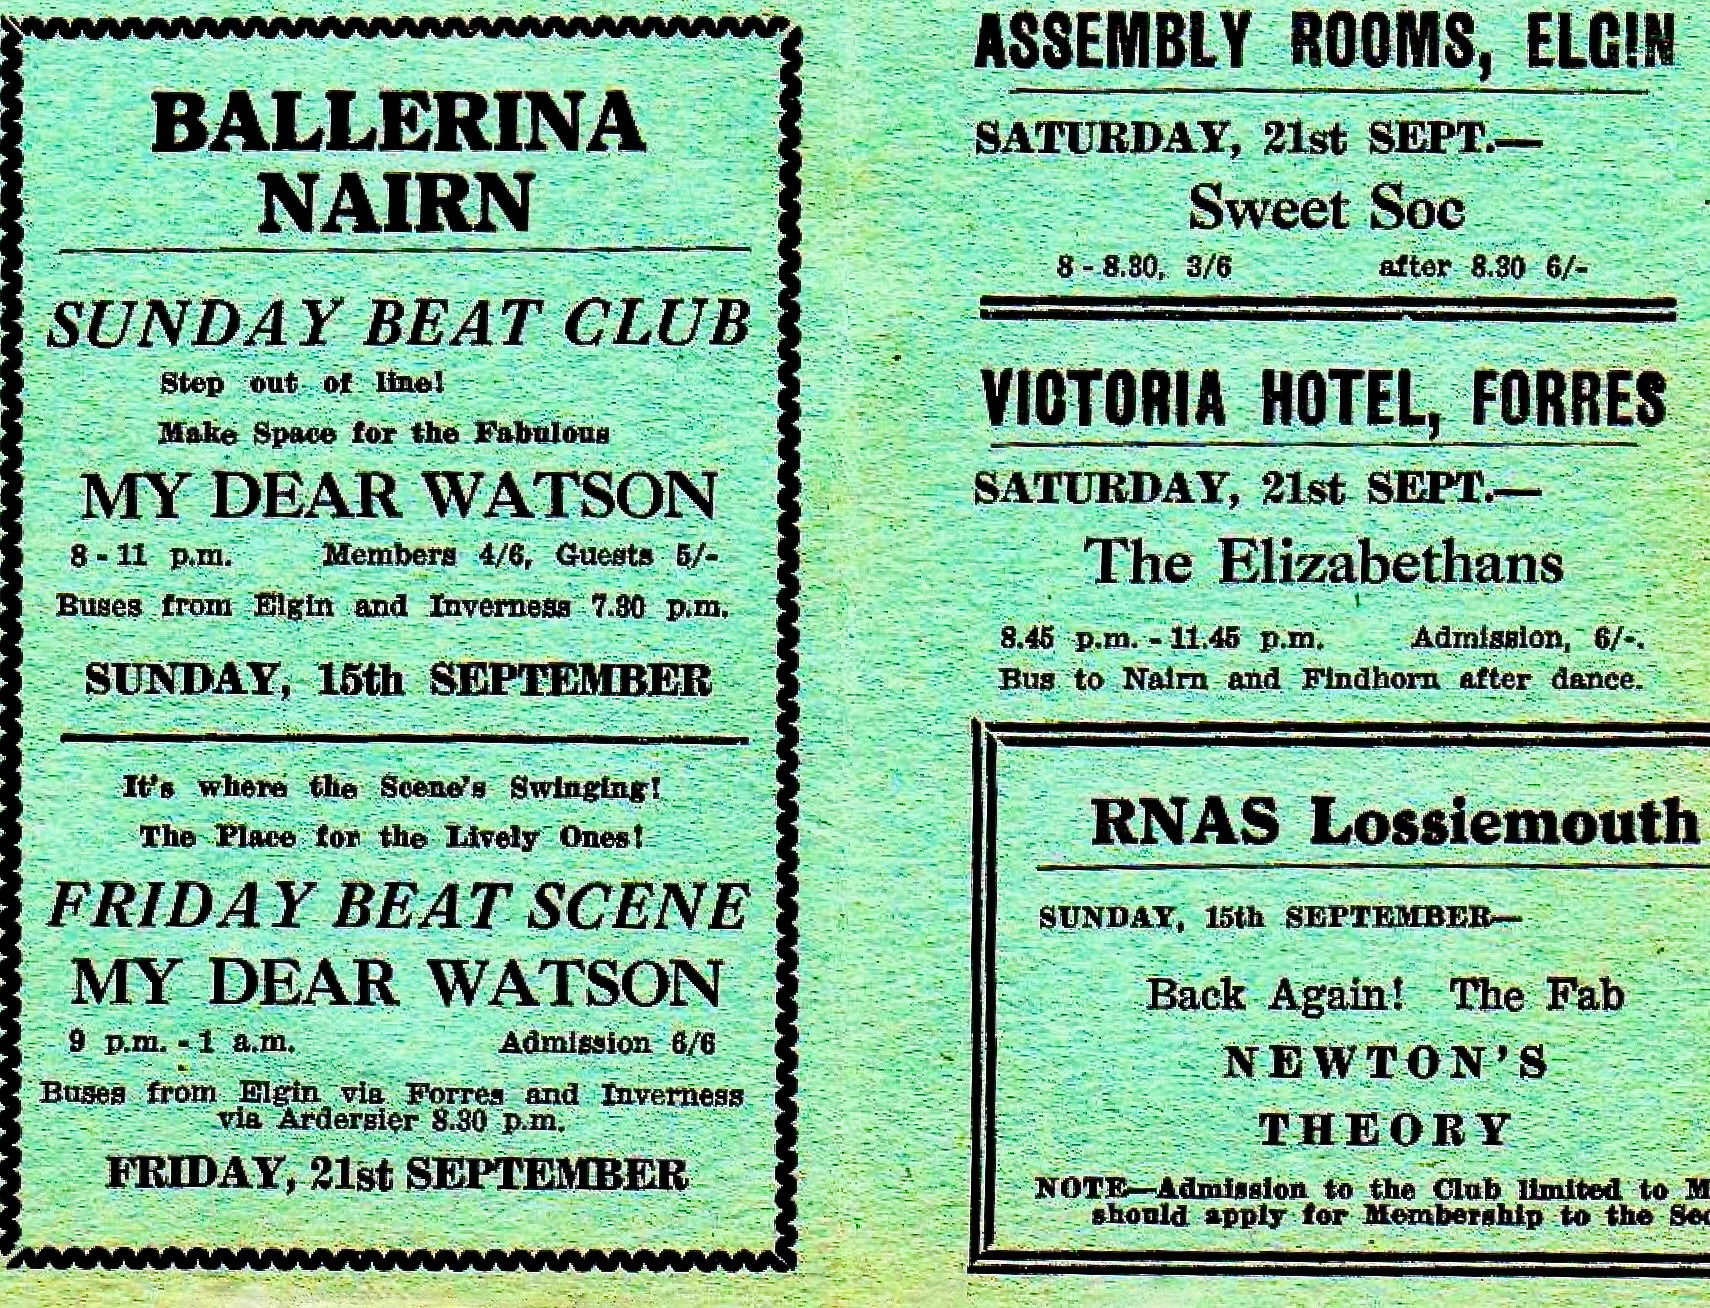 BALLERINA
NAIRN
SUNDAY BEAT CLUB
Step out of line!
Make Space for the Fabulous
MY DEAR WATSON
8 - 11 p.m. Members 4/6, Guests 5/-
Buses from Elgin and Inverness 7.30 p.m.
SUNDAY, 15th SEPTEMBER
It's where the Scene's Swinging!
The Place for the Lively Ones!
FRIDAY BEAT SCENE
MY DEAR WATSON
9 p.m. - 1 a.m. Admission 6/6
Buses from Elgin via Forres and Inverness
via Ardersier 8.30 p.m.
FRIDAY, 21st SEPTEMBER
ASSEMBLY ROOMS, ELGIN
SATURDAY, 21st SEPT.—
Sweet Soc
8 - 8.30, 3/6 after 8.30 6/-
VICTORIA HOTEL, FORRES
SATURDAY, 21st SEPT.—
The Elizabethans
8.45 p.m. - 11.45 p.m. Admission, 6/-.
Bus to Nairn and Findhorn after dance.
RNAS Lossiemouth
SUNDAY, 15th SEPTEMBER—
Back Again! The Fab
NEWTON'S
THEORY
NOTE—Admission to the Club limited to
should apply for Membership to the